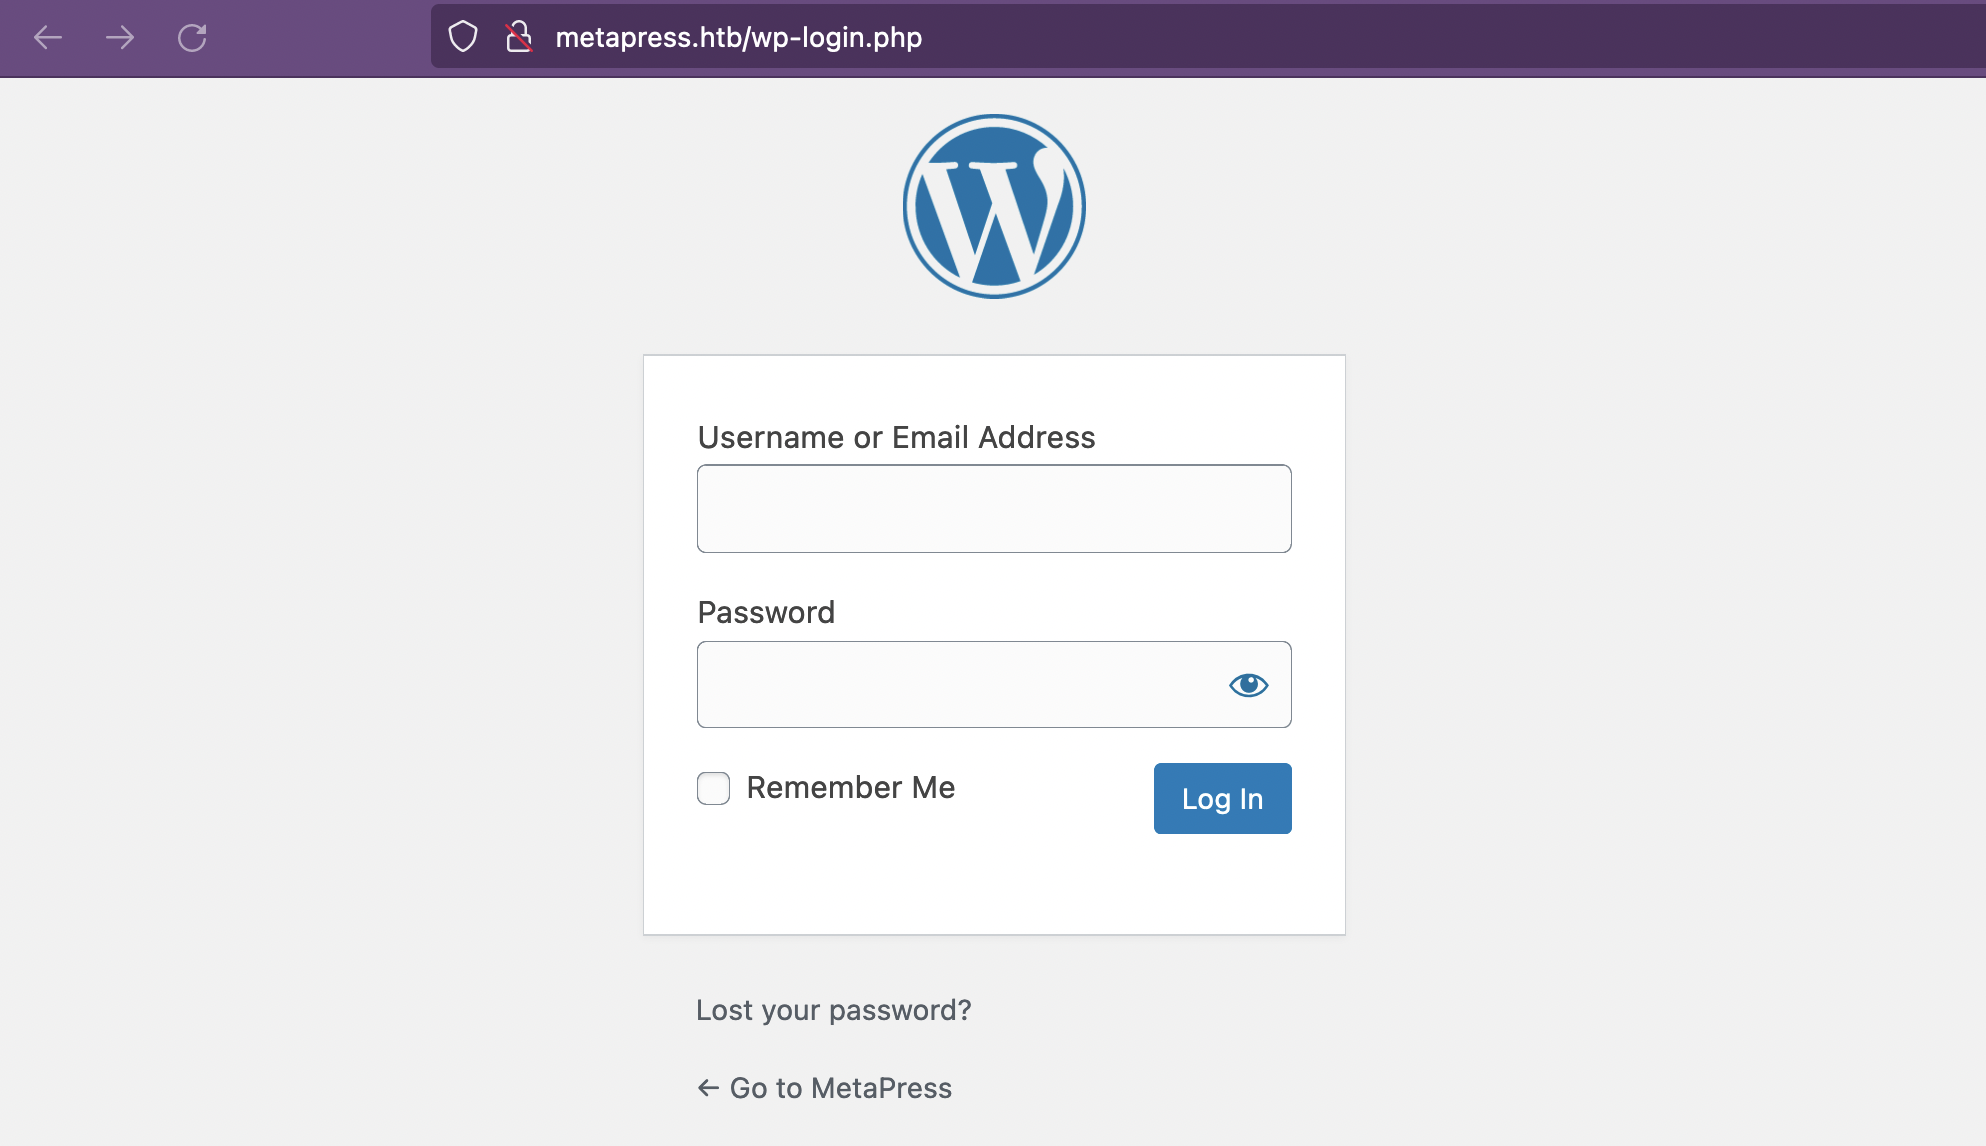 metapress.htb/wp-login.php
Username or Email Address
Password
Remember Me
Log In
Lost your password?
← Go to MetaPress